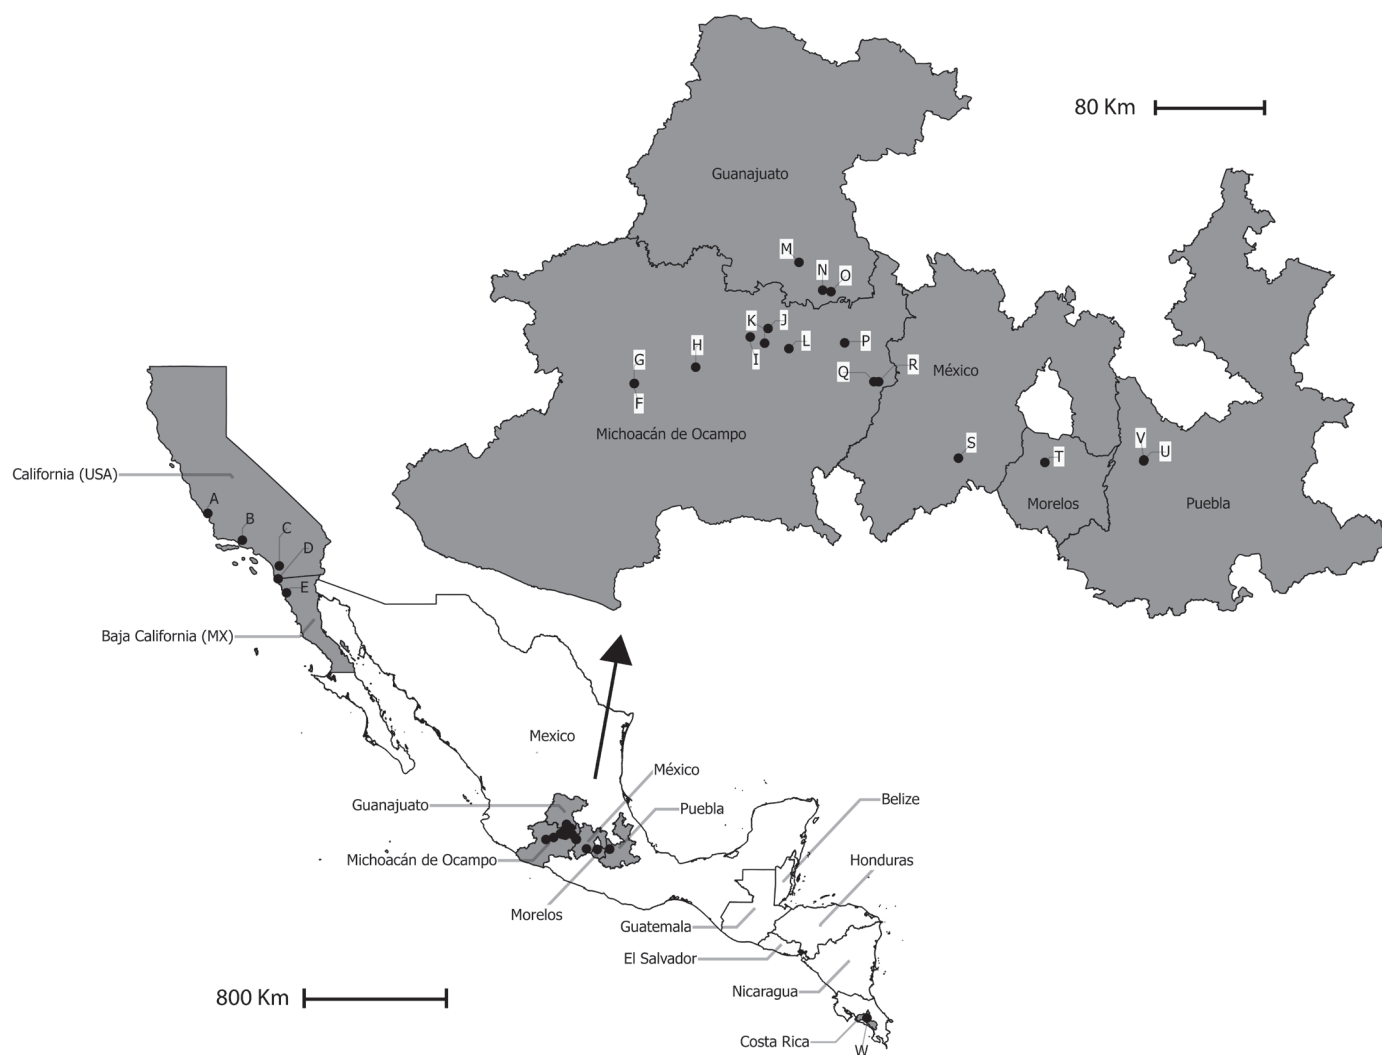 80 Km
Guanajuato
M
N
O
K
J
I
L
P
H
G
F
Q
R
México
Michoacán de Ocampo
S
T
V
U
Morelos
Puebla
California (USA)
A
B
C
D
E
Baja California (MX)
Mexico
México
Guanajuato
Puebla
Belize
Michoacán de Ocampo
Honduras
Morelos
Guatemala
El Salvador
Nicaragua
800 Km
Costa Rica
W